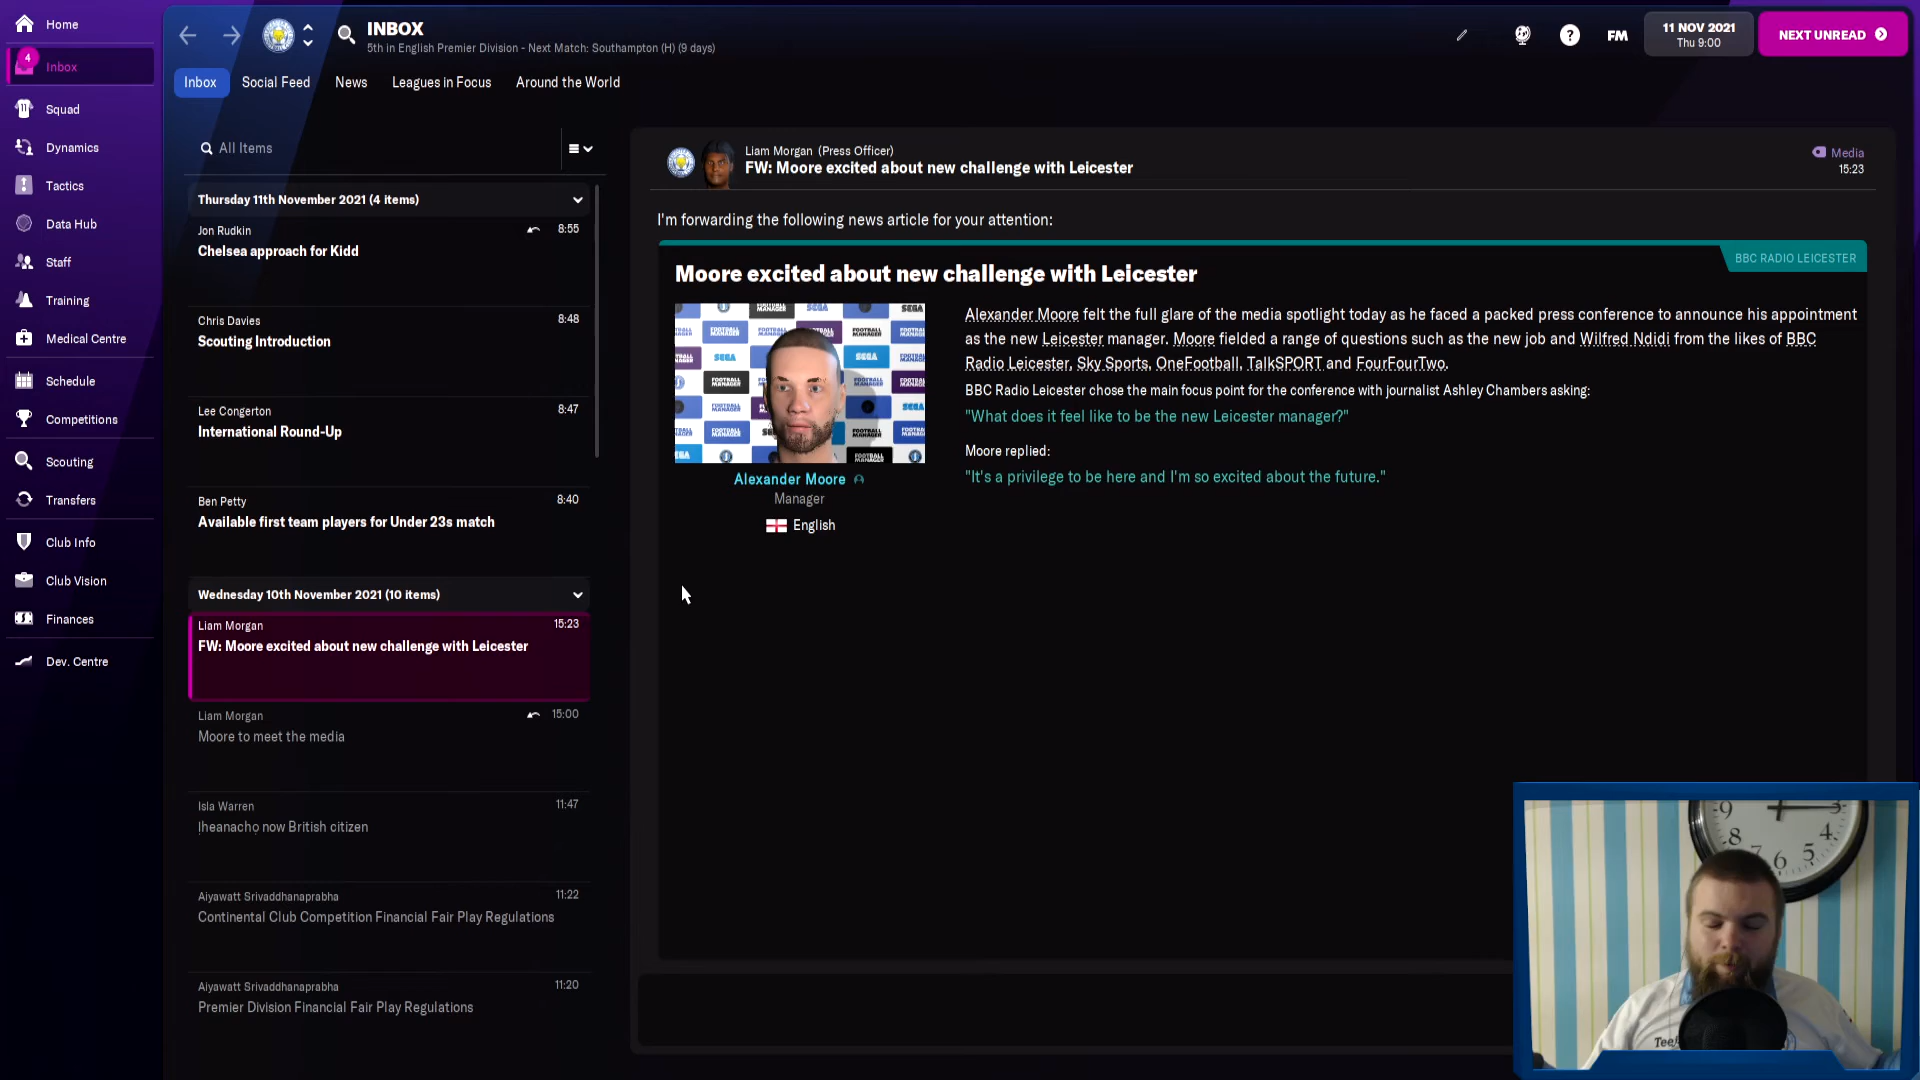 Home
4
Inbox
Squad
Dynamics
Tactics
Data Hub
Staff
Training
Medical Centre
Schedule
Competitions
Scouting
Transfers
Club Info
Club Vision
Finances
Dev. Centre
INBOX
5th in English Premier Division - Next Match: Southampton (H) (9 days)
FM
11 NOV 2021
Thu 9:00
NEXT UNREAD
Inbox
Social Feed
News
Leagues in Focus
Around the World
All Items
Thursday 11th November 2021 (4 items)
Jon Rudkin
8:55
Chelsea approach for Kidd
Chris Davies
8:48
Scouting Introduction
Lee Congerton
8:47
International Round-Up
Ben Petty
8:40
Available first team players for Under 23s match
Wednesday 10th November 2021 (10 items)
Liam Morgan
15:23
FW: Moore excited about new challenge with Leicester
Liam Morgan
15:00
Moore to meet the media
Isla Warren
11:47
Iheanacho now British citizen
Aiyawatt Srivaddhanaprabha
11:22
Continental Club Competition Financial Fair Play Regulations
Aiyawatt Srivaddhanaprabha
11:20
Premier Division Financial Fair Play Regulations
Liam Morgan (Press Officer)
FW: Moore excited about new challenge with Leicester
Media
15:23
I'm forwarding the following news article for your attention:
BBC RADIO LEICESTER
Moore excited about new challenge with Leicester
Alexander Moore felt the full glare of the media spotlight today as he faced a packed press conference to announce his appointment
as the new Leicester manager. Moore fielded a range of questions such as the new job and Wilfred Ndidi from the likes of BBC
Radio Leicester, Sky Sports, OneFootball, TalkSPORT and FourFourTwo.
BBC Radio Leicester chose the main focus point for the conference with journalist Ashley Chambers asking:
"What does it feel like to be the new Leicester manager?"
Moore replied:
"It's a privilege to be here and I'm so excited about the future."
SEGA
FOOTBALL MANAGER
Alexander Moore
Manager
English
9
3
8
4
7
6
5